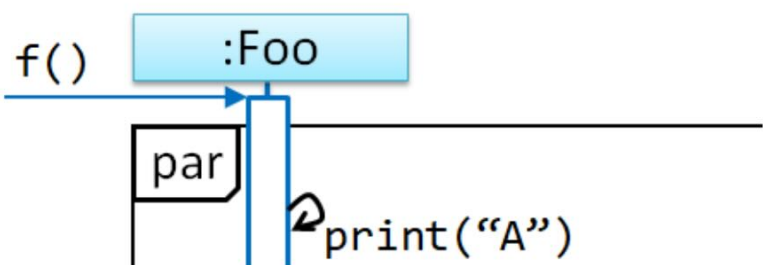 :Foo
f()
par
print(“A”)